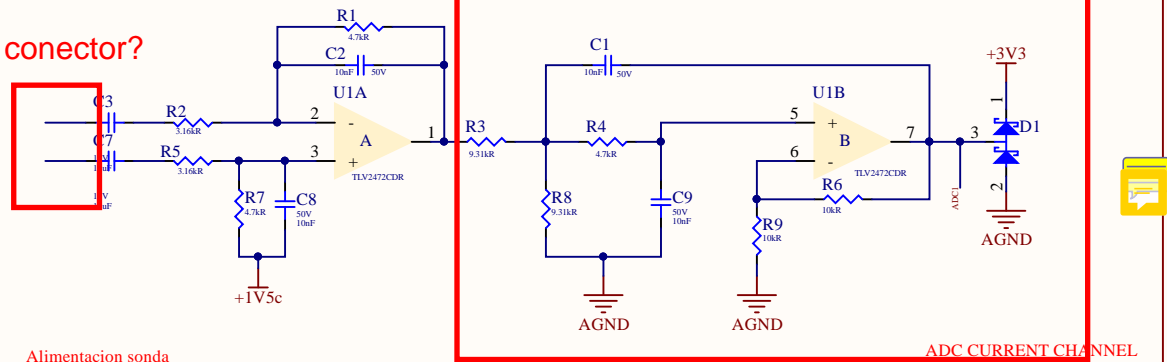 conector?
R1
4.7kR
C2
10nF 50V
C1
10nF 50V
+3V3
C3
R2
3.16kR
U1A
2
-
A
1
3
+
TLV2472CDR
C7
R5
3.16kR
R7
4.7kR
C8
50V
10nF
+1V5c
R3
9.31kR
R4
4.7kR
R8
9.31kR
C9
50V
10nF
AGND
U1B
5
+
B
7
6
-
TLV2472CDR
R6
10kR
R9
10kR
AGND
ADC1
1
3
D1
2
AGND
Alimentacion sonda
ADC CURRENT CHANNEL